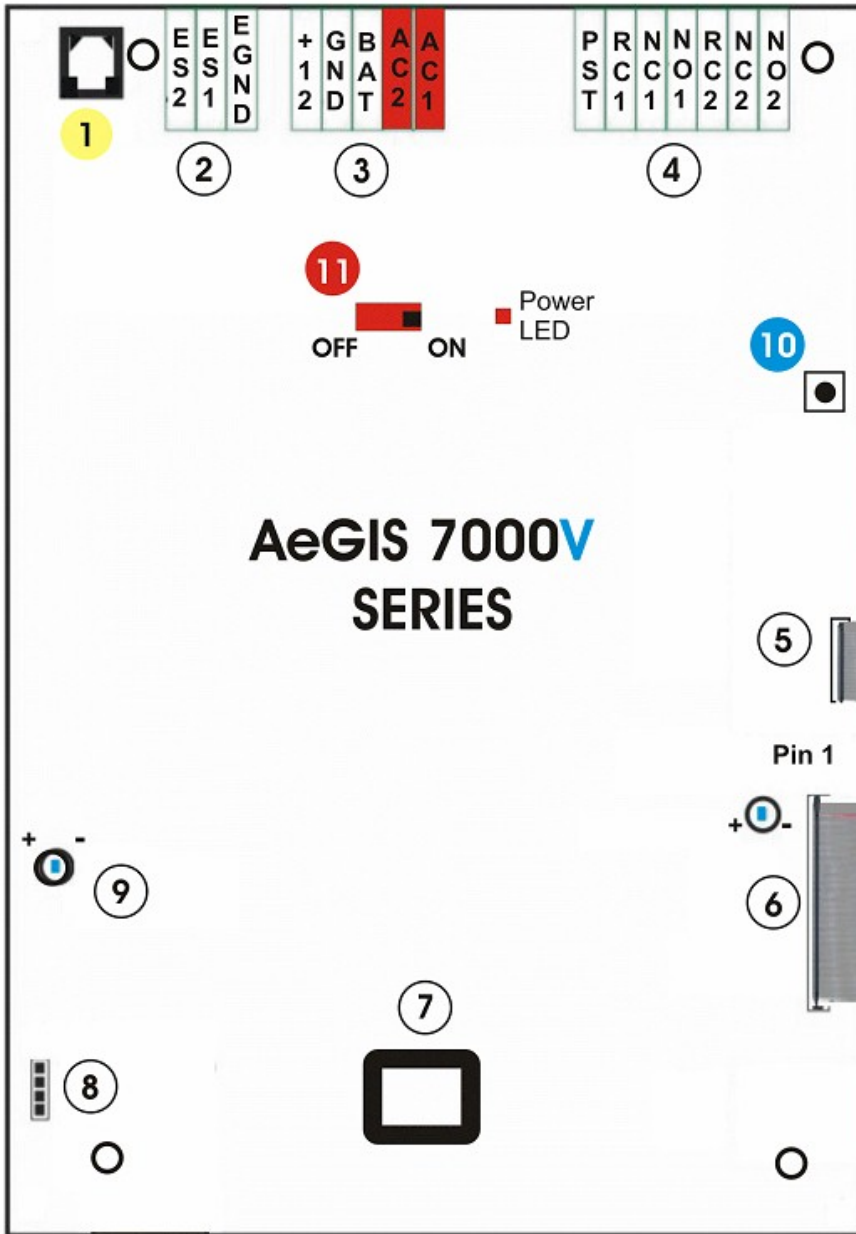 ES2 ES1 EGND +12 GND BAT AC2 AC1 PST RC1 NC1 NO1 RC2 NC2 NO2
1
2
3
4
11
Power
LED
OFF ON
10
AeGIS 7000V
SERIES
5
Pin 1
+ -
+ -
9
6
7
8